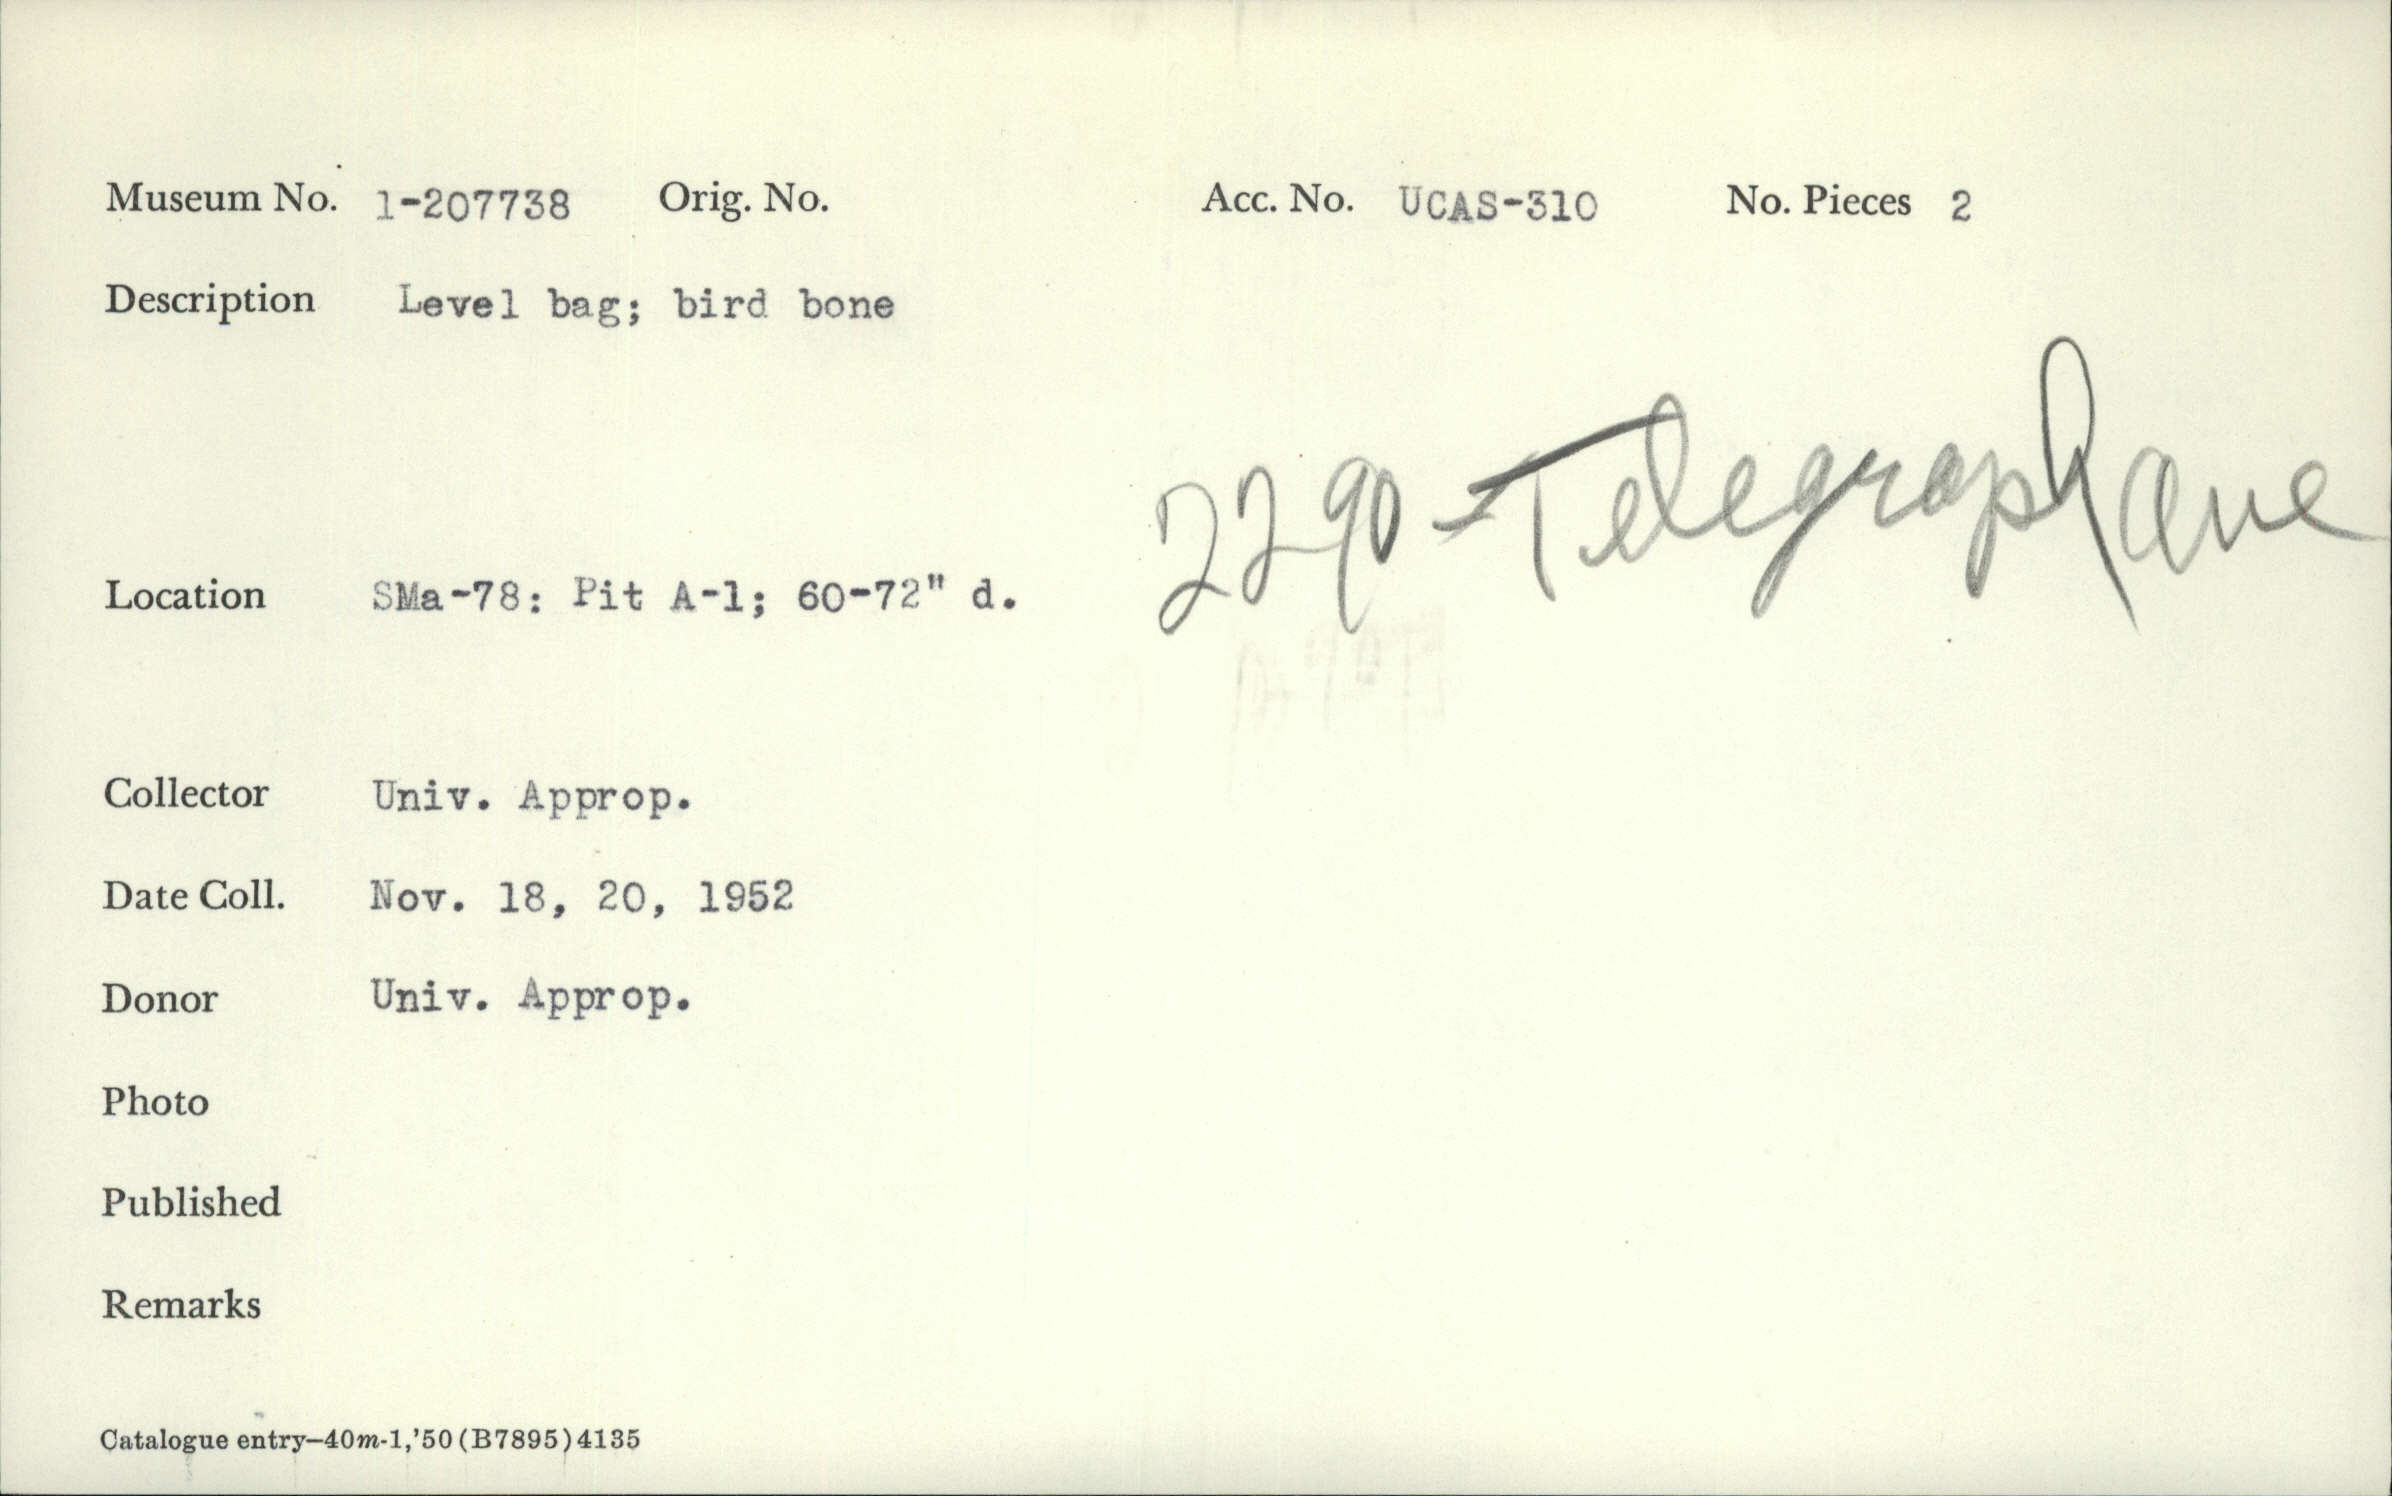 Museum No. 1-207738 Orig. No. Acc. No. UCAS-310 No. Pieces 2
Description Level bag; bird bone
2290 Telegraph Ave
Location SMa-78: Pit A-1; 60-72" d.
Collector Univ. Approp.
Date Coll. Nov. 18, 20, 1952
Donor Univ. Approp.
Photo
Published
Remarks
Catalogue entry—40m-1,'50(B7895)4135